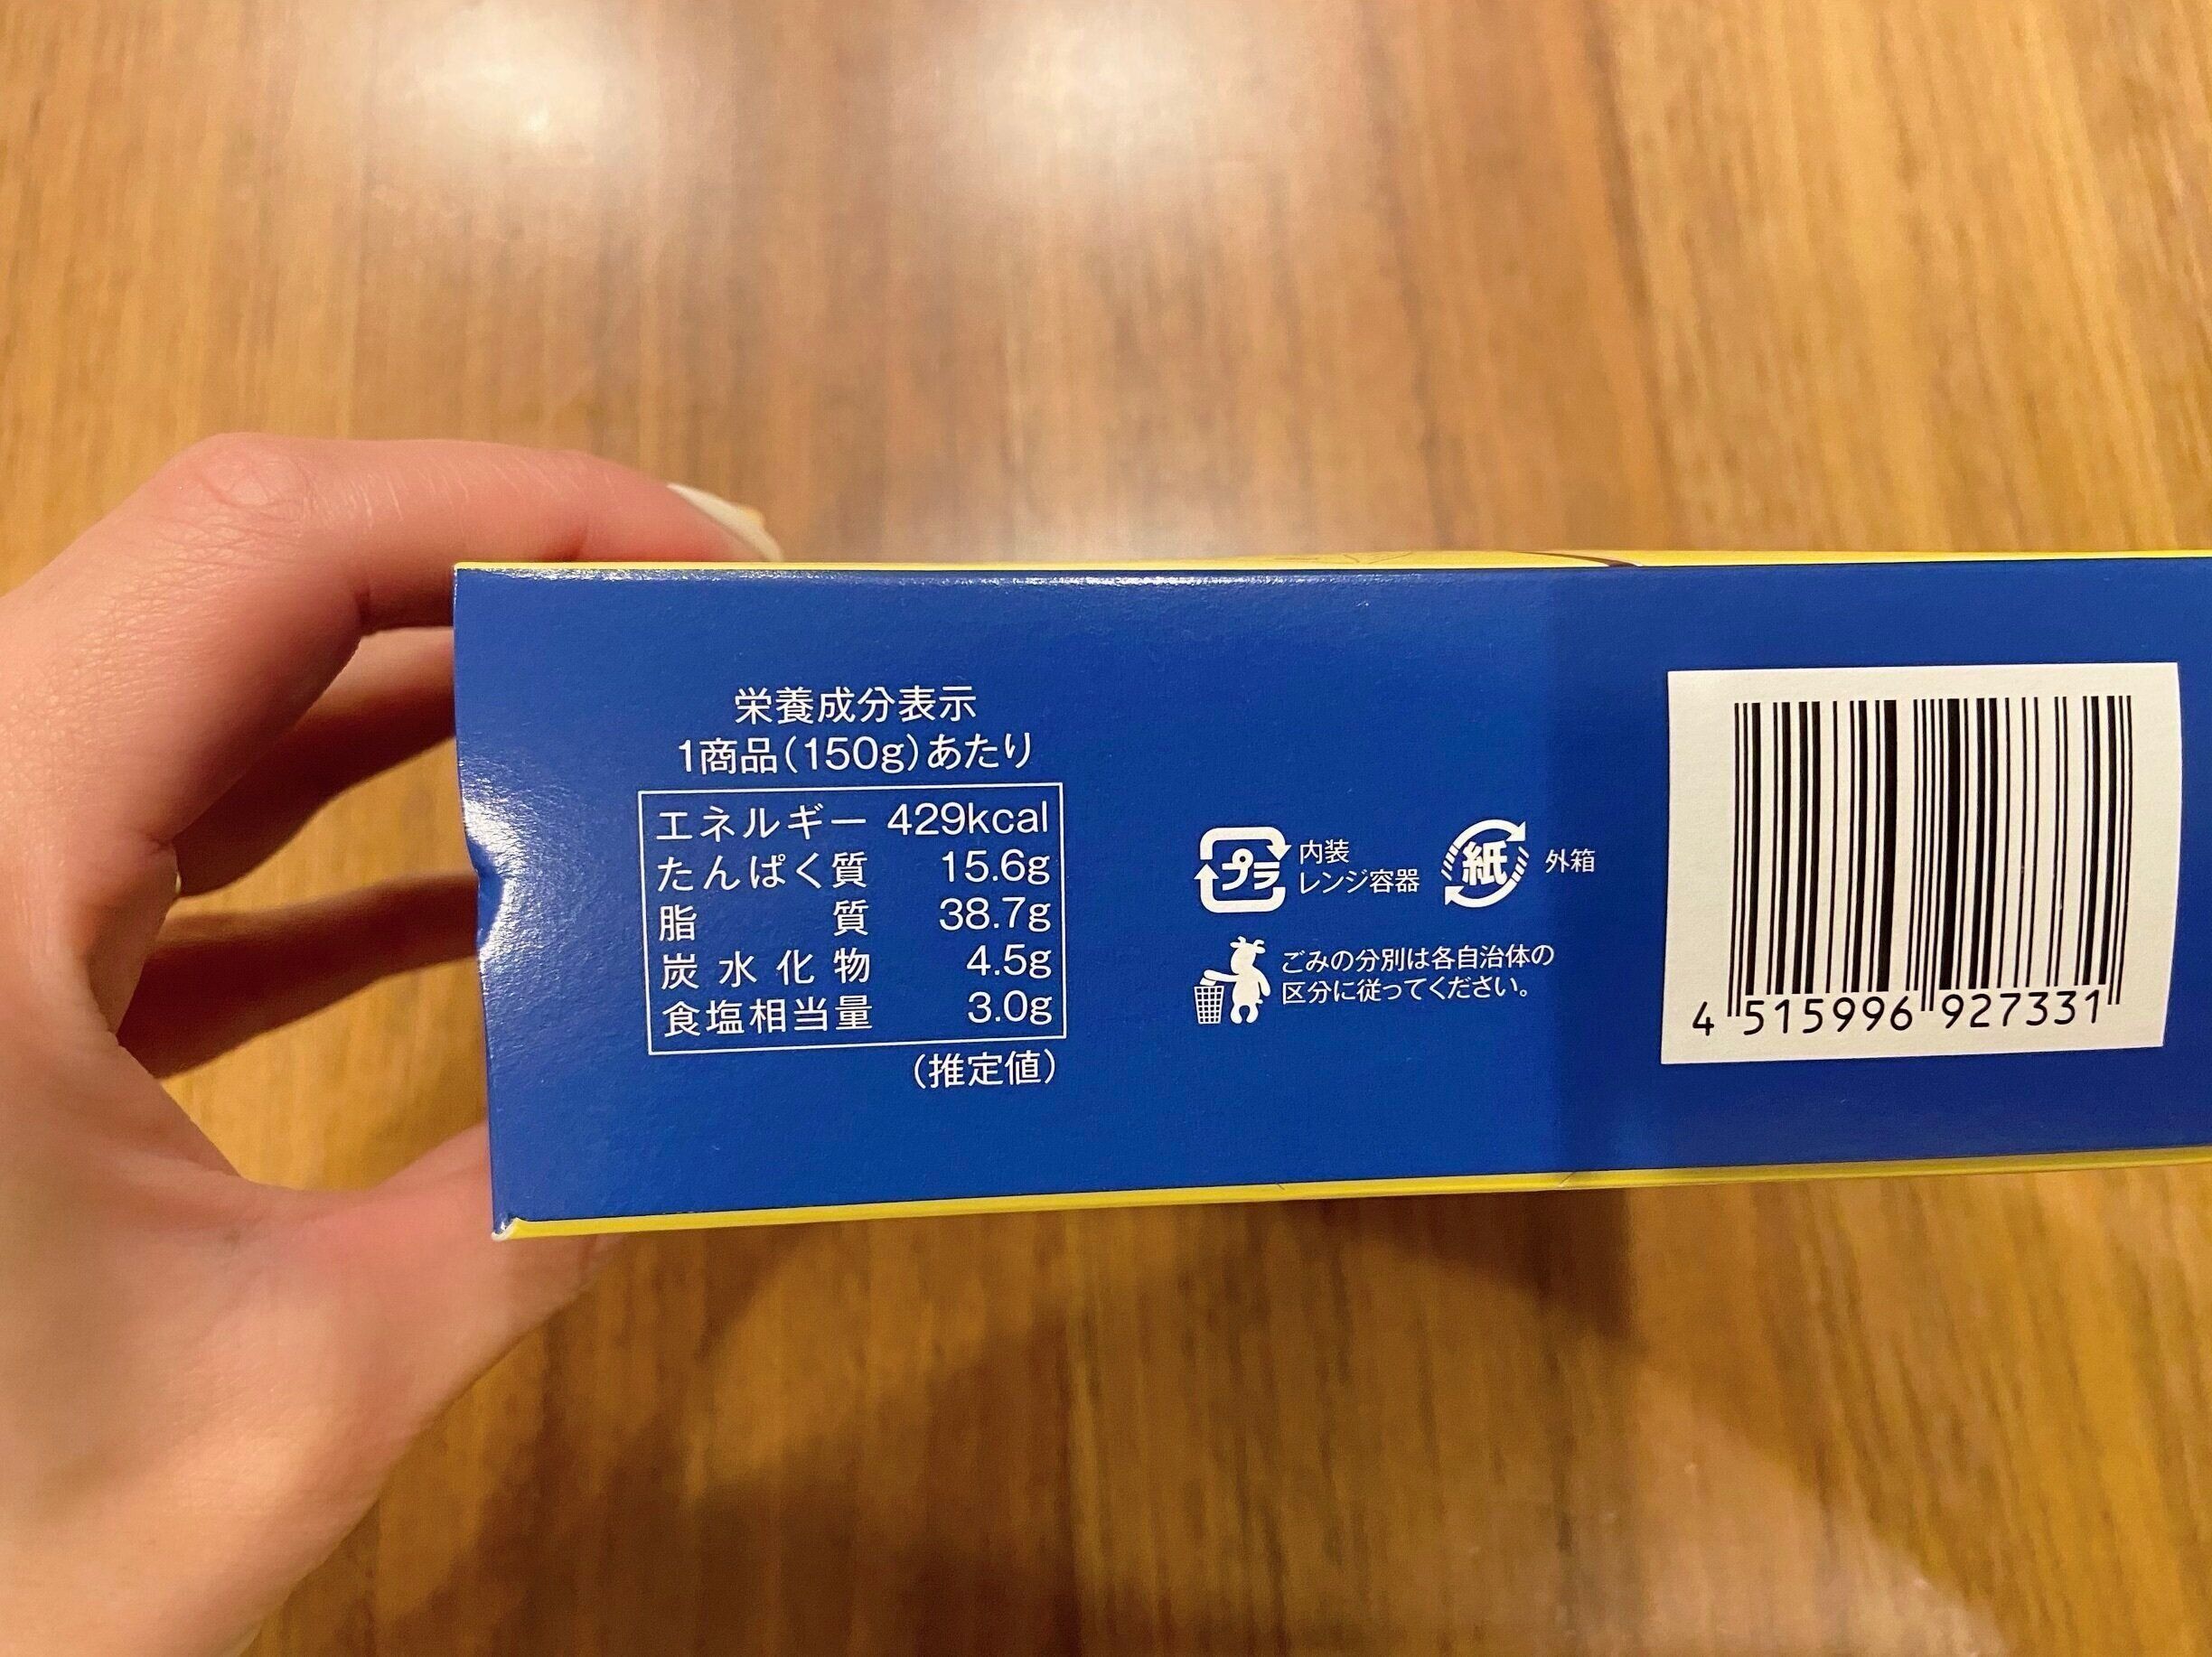 栄養成分表示
1商品(150g)あたり
エネルギー 429kcal
たんぱく質 15.6g
脂質 38.7g
炭水化物 4.5g
食塩相当量 3.0g
(推定値)
プラ 内装 レンジ容器
紙 外箱
ごみの分別は各自治体の
区分に従ってください。
4 515996 927331